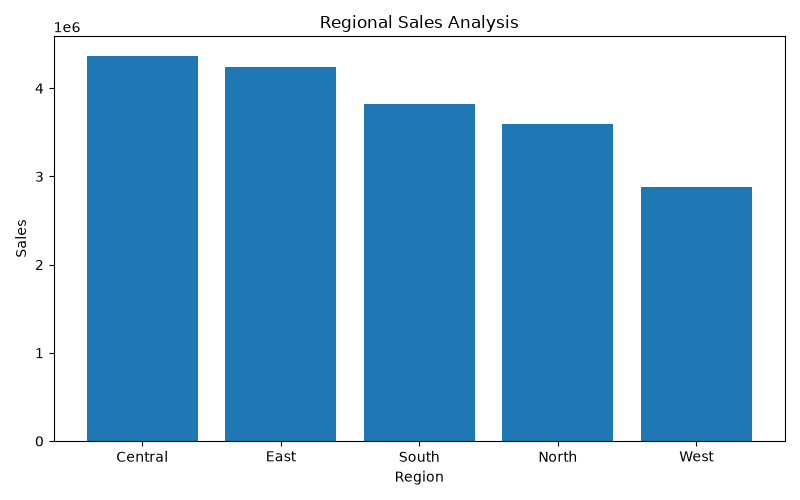 Regional Sales Analysis
1e6
4
3
2
1
0
Sales
Central East South North West
Region